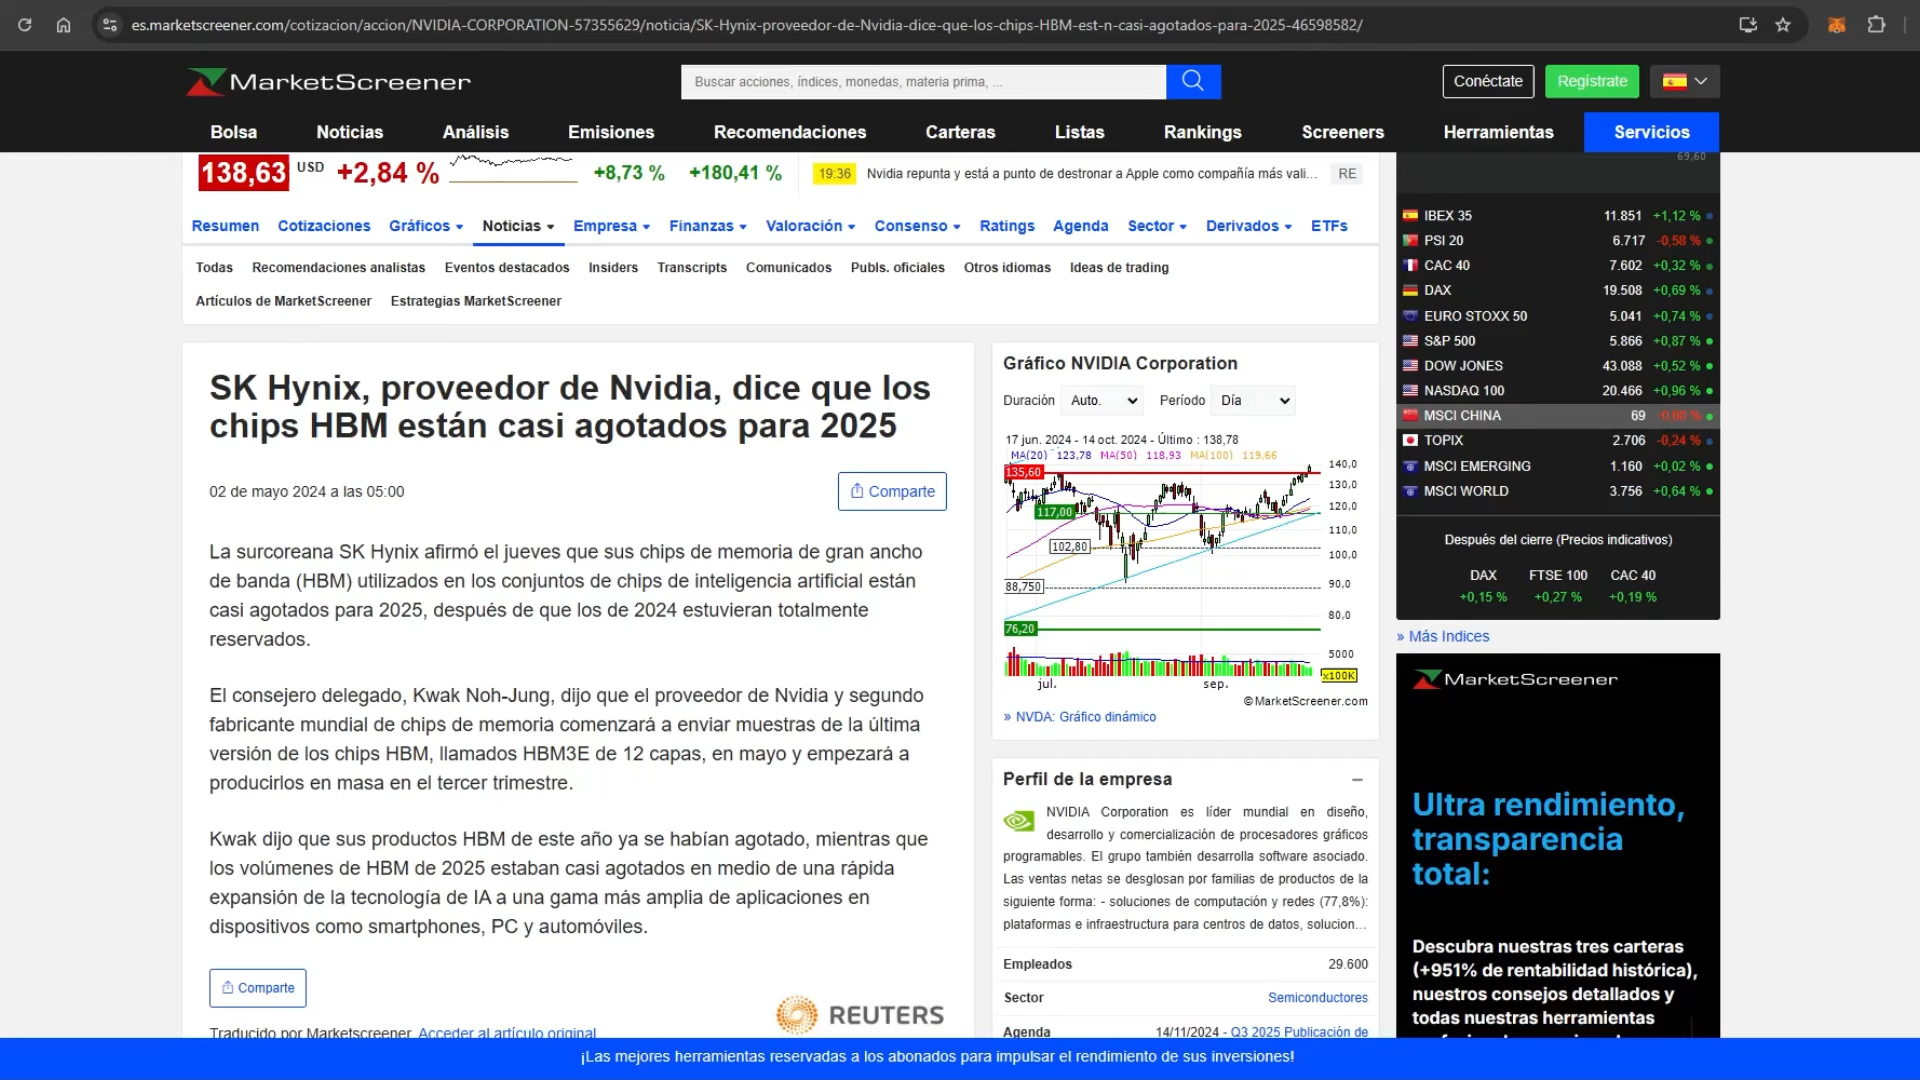 es.marketscreener.com/cotizacion/accion/NVIDIA-CORPORATION-57355629/noticia/SK-Hynix-proveedor-de-Nvidia-dice-que-los-chips-HBM-est-n-casi-agotados-para-2025-46598582/
MarketScreener
Buscar acciones, índices, monedas, materia prima, ...
Conéctate
Regístrate
Bolsa Noticias Análisis Emisiones Recomendaciones Carteras Listas Rankings Screeners Herramientas Servicios
138,63 USD +2,84 % +8,73 % +180,41 % 19:36 Nvidia repunta y está a punto de destronar a Apple como compañía más vali... RE
Resumen Cotizaciones Gráficos Noticias Empresa Finanzas Valoración Consenso Ratings Agenda Sector Derivados ETFs
Todas Recomendaciones analistas Eventos destacados Insiders Transcripts Comunicados Publs. oficiales Otros idiomas Ideas de trading
Artículos de MarketScreener Estrategias MarketScreener
SK Hynix, proveedor de Nvidia, dice que los
chips HBM están casi agotados para 2025
02 de mayo 2024 a las 05:00
Comparte
La surcoreana SK Hynix afirmó el jueves que sus chips de memoria de gran ancho
de banda (HBM) utilizados en los conjuntos de chips de inteligencia artificial están
casi agotados para 2025, después de que los de 2024 estuvieran totalmente
reservados.
El consejero delegado, Kwak Noh-Jung, dijo que el proveedor de Nvidia y segundo
fabricante mundial de chips de memoria comenzará a enviar muestras de la última
versión de los chips HBM, llamados HBM3E de 12 capas, en mayo y empezará a
producirlos en masa en el tercer trimestre.
Kwak dijo que sus productos HBM de este año ya se habían agotado, mientras que
los volúmenes de HBM de 2025 estaban casi agotados en medio de una rápida
expansión de la tecnología de IA a una gama más amplia de aplicaciones en
dispositivos como smartphones, PC y automóviles.
Comparte
REUTERS
Traducido por Marketscreener Acceder al artículo original
Gráfico NVIDIA Corporation
Duración Auto. Período Día
17 jun. 2024 - 14 oct. 2024 - Último : 138,78
MA(20) 123,78 MA(50) 118,93 MA(100) 119,66
135,60
117,00
102,80
88,750
76,20
140,0
130,0
120,0
110,0
100,0
90,0
80,0
5000
x100K
jul. sep.
©MarketScreener.com
» NVDA: Gráfico dinámico
Perfil de la empresa
NVIDIA Corporation es líder mundial en diseño,
desarrollo y comercialización de procesadores gráficos
programables. El grupo también desarrolla software asociado.
Las ventas netas se desglosan por familias de productos de la
siguiente forma: - soluciones de computación y redes (77,8%):
plataformas e infraestructura para centros de datos, solucion...
Empleados 29.600
Sector Semiconductores
Agenda 14/11/2024 - Q3 2025 Publicación de
69,60
IBEX 35 11.851 +1,12 %
PSI 20 6.717 -0,58 %
CAC 40 7.602 +0,32 %
DAX 19.508 +0,69 %
EURO STOXX 50 5.041 +0,74 %
S&P 500 5.866 +0,87 %
DOW JONES 43.088 +0,52 %
NASDAQ 100 20.466 +0,96 %
MSCI CHINA 69
TOPIX 2.706 -0,24 %
MSCI EMERGING 1.160 +0,02 %
MSCI WORLD 3.756 +0,64 %
Después del cierre (Precios indicativos)
DAX FTSE 100 CAC 40
+0,15 % +0,27 % +0,19 %
» Más Indices
MarketScreener
Ultra rendimiento,
transparencia
total:
Descubra nuestras tres carteras
(+951% de rentabilidad histórica),
nuestros consejos detallados y
todas nuestras herramientas
¡Las mejores herramientas reservadas a los abonados para impulsar el rendimiento de sus inversiones!